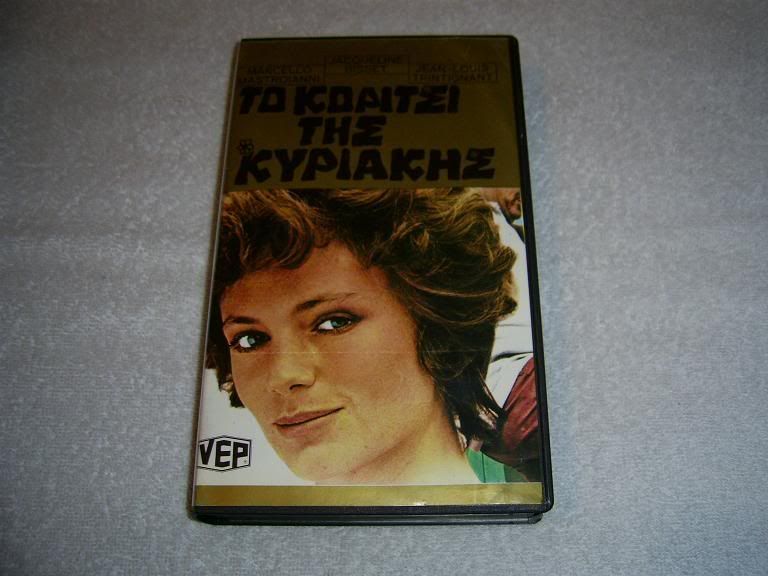 MARCELLO MASTROIANNI
JACQUELINE BISSET
JEAN-LOUIS TRINTIGNANT
ΤΟ ΚΟΡΙΤΣΙ
ΤΗΣ
ΚΥΡΙΑΚΗΣ
VEP